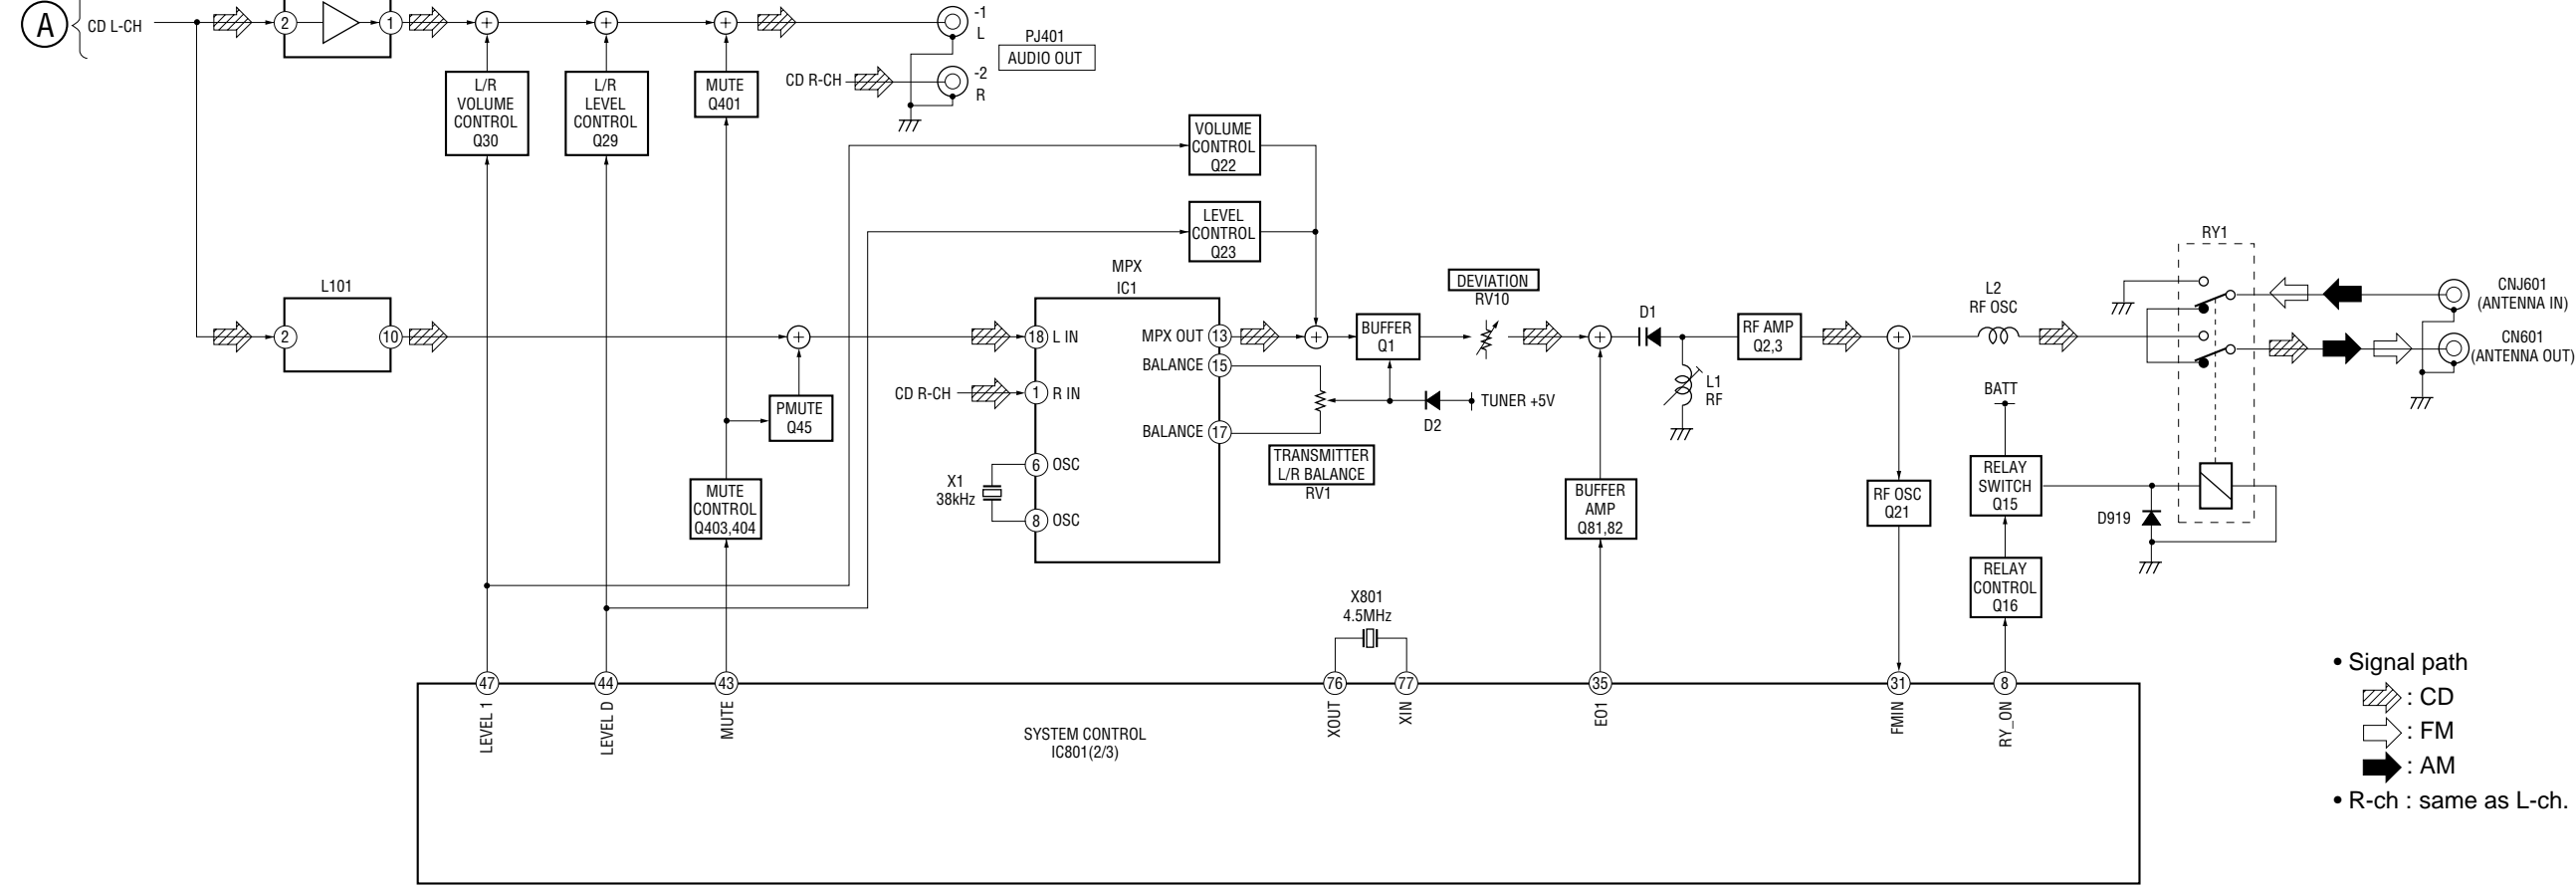 A
CD L-CH
2
1
-1
L
PJ401
AUDIO OUT
CD R-CH
-2
R
L/R
VOLUME
CONTROL
Q30
L/R
LEVEL
CONTROL
Q29
MUTE
Q401
VOLUME
CONTROL
Q22
LEVEL
CONTROL
Q23
L101
2
10
PMUTE
Q45
MUTE
CONTROL
Q403,404
MPX
IC1
18 L IN
MPX OUT 13
BALANCE 15
CD R-CH
1 R IN
BALANCE 17
6 OSC
X1
38kHz
8 OSC
TRANSMITTER
L/R BALANCE
RV1
BUFFER
Q1
DEVIATION
RV10
D2
TUNER +5V
D1
L1
RF
RF AMP
Q2,3
BUFFER
AMP
Q81,82
RF OSC
Q21
L2
RF OSC
BATT
RELAY
SWITCH
Q15
RELAY
CONTROL
Q16
RY1
D919
CNJ601
(ANTENNA IN)
CN601
(ANTENNA OUT)
X801
4.5MHz
47
44
43
76
77
35
31
8
LEVEL 1
LEVEL D
MUTE
XOUT
XIN
EO1
FMIN
RY_ON
SYSTEM CONTROL
IC801(2/3)
• Signal path
: CD
: FM
: AM
• R-ch : same as L-ch.